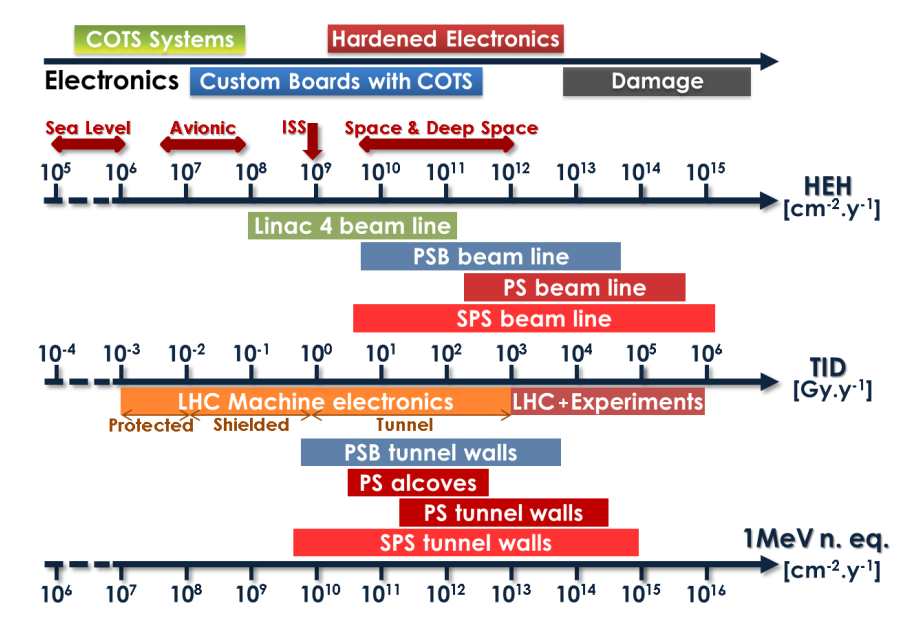 COTS Systems Hardened Electronics
Electronics Custom Boards with COTS Damage
Sea Level Avionic ISS Space & Deep Space
10⁵ 10⁶ 10⁷ 10⁸ 10⁹ 10¹⁰ 10¹¹ 10¹² 10¹³ 10¹⁴ 10¹⁵
HEH
[cm⁻².y⁻¹]
Linac 4 beam line
PSB beam line
PS beam line
SPS beam line
10⁻⁴ 10⁻³ 10⁻² 10⁻¹ 10⁰ 10¹ 10² 10³ 10⁴ 10⁵ 10⁶
TID
[Gy.y⁻¹]
LHC Machine electronics LHC+Experiments
Protected Shielded Tunnel
PSB tunnel walls
PS alcoves
PS tunnel walls
SPS tunnel walls
1MeV n. eq.
[cm⁻².y⁻¹]
10⁶ 10⁷ 10⁸ 10⁹ 10¹⁰ 10¹¹ 10¹² 10¹³ 10¹⁴ 10¹⁵ 10¹⁶